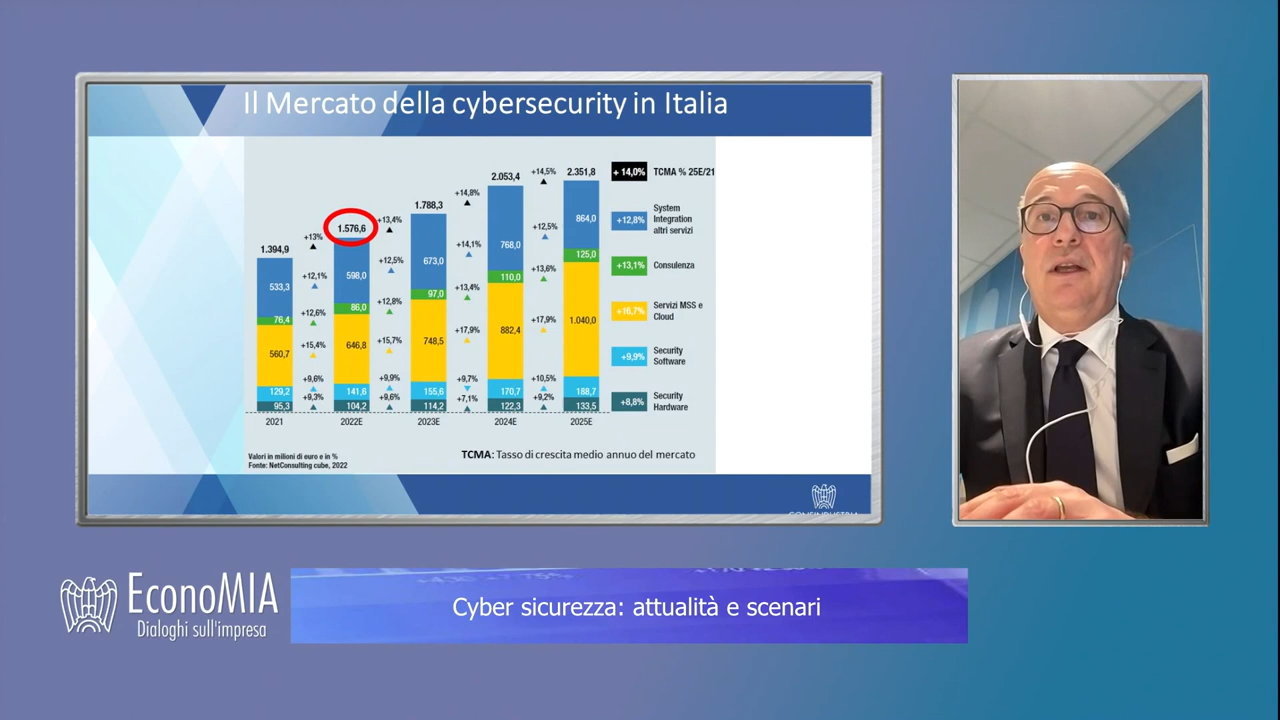 Il Mercato della cybersecurity in Italia
+ 14,0% TCMA % 25E/21
+12,8% System
Integration
altri servizi
+13,1% Consulenza
+16,7% Servizi MSS e
Cloud
+9,9% Security
Software
+8,8% Security
Hardware
1.394,9
533,3
76,4
560,7
129,2
95,3
2021
+13%
+12,1%
+12,6%
+15,4%
+9,6%
+9,3%
1.576,6
598,0
86,0
646,8
141,6
104,2
2022E
+13,4%
+12,5%
+12,8%
+15,7%
+9,9%
+9,6%
1.788,3
673,0
97,0
748,5
155,6
114,2
2023E
+14,8%
+14,1%
+13,4%
+17,9%
+9,7%
+7,1%
2.053,4
768,0
110,0
882,4
170,7
122,3
2024E
+14,5%
+12,5%
+13,6%
+17,9%
+10,5%
+9,2%
2.351,8
864,0
125,0
1.040,0
188,7
133,5
2025E
Valori in milioni di euro e in %
Fonte: NetConsulting cube, 2022
TCMA: Tasso di crescita medio annuo del mercato
EconoMIA
Dialoghi sull'impresa
Cyber sicurezza: attualità e scenari